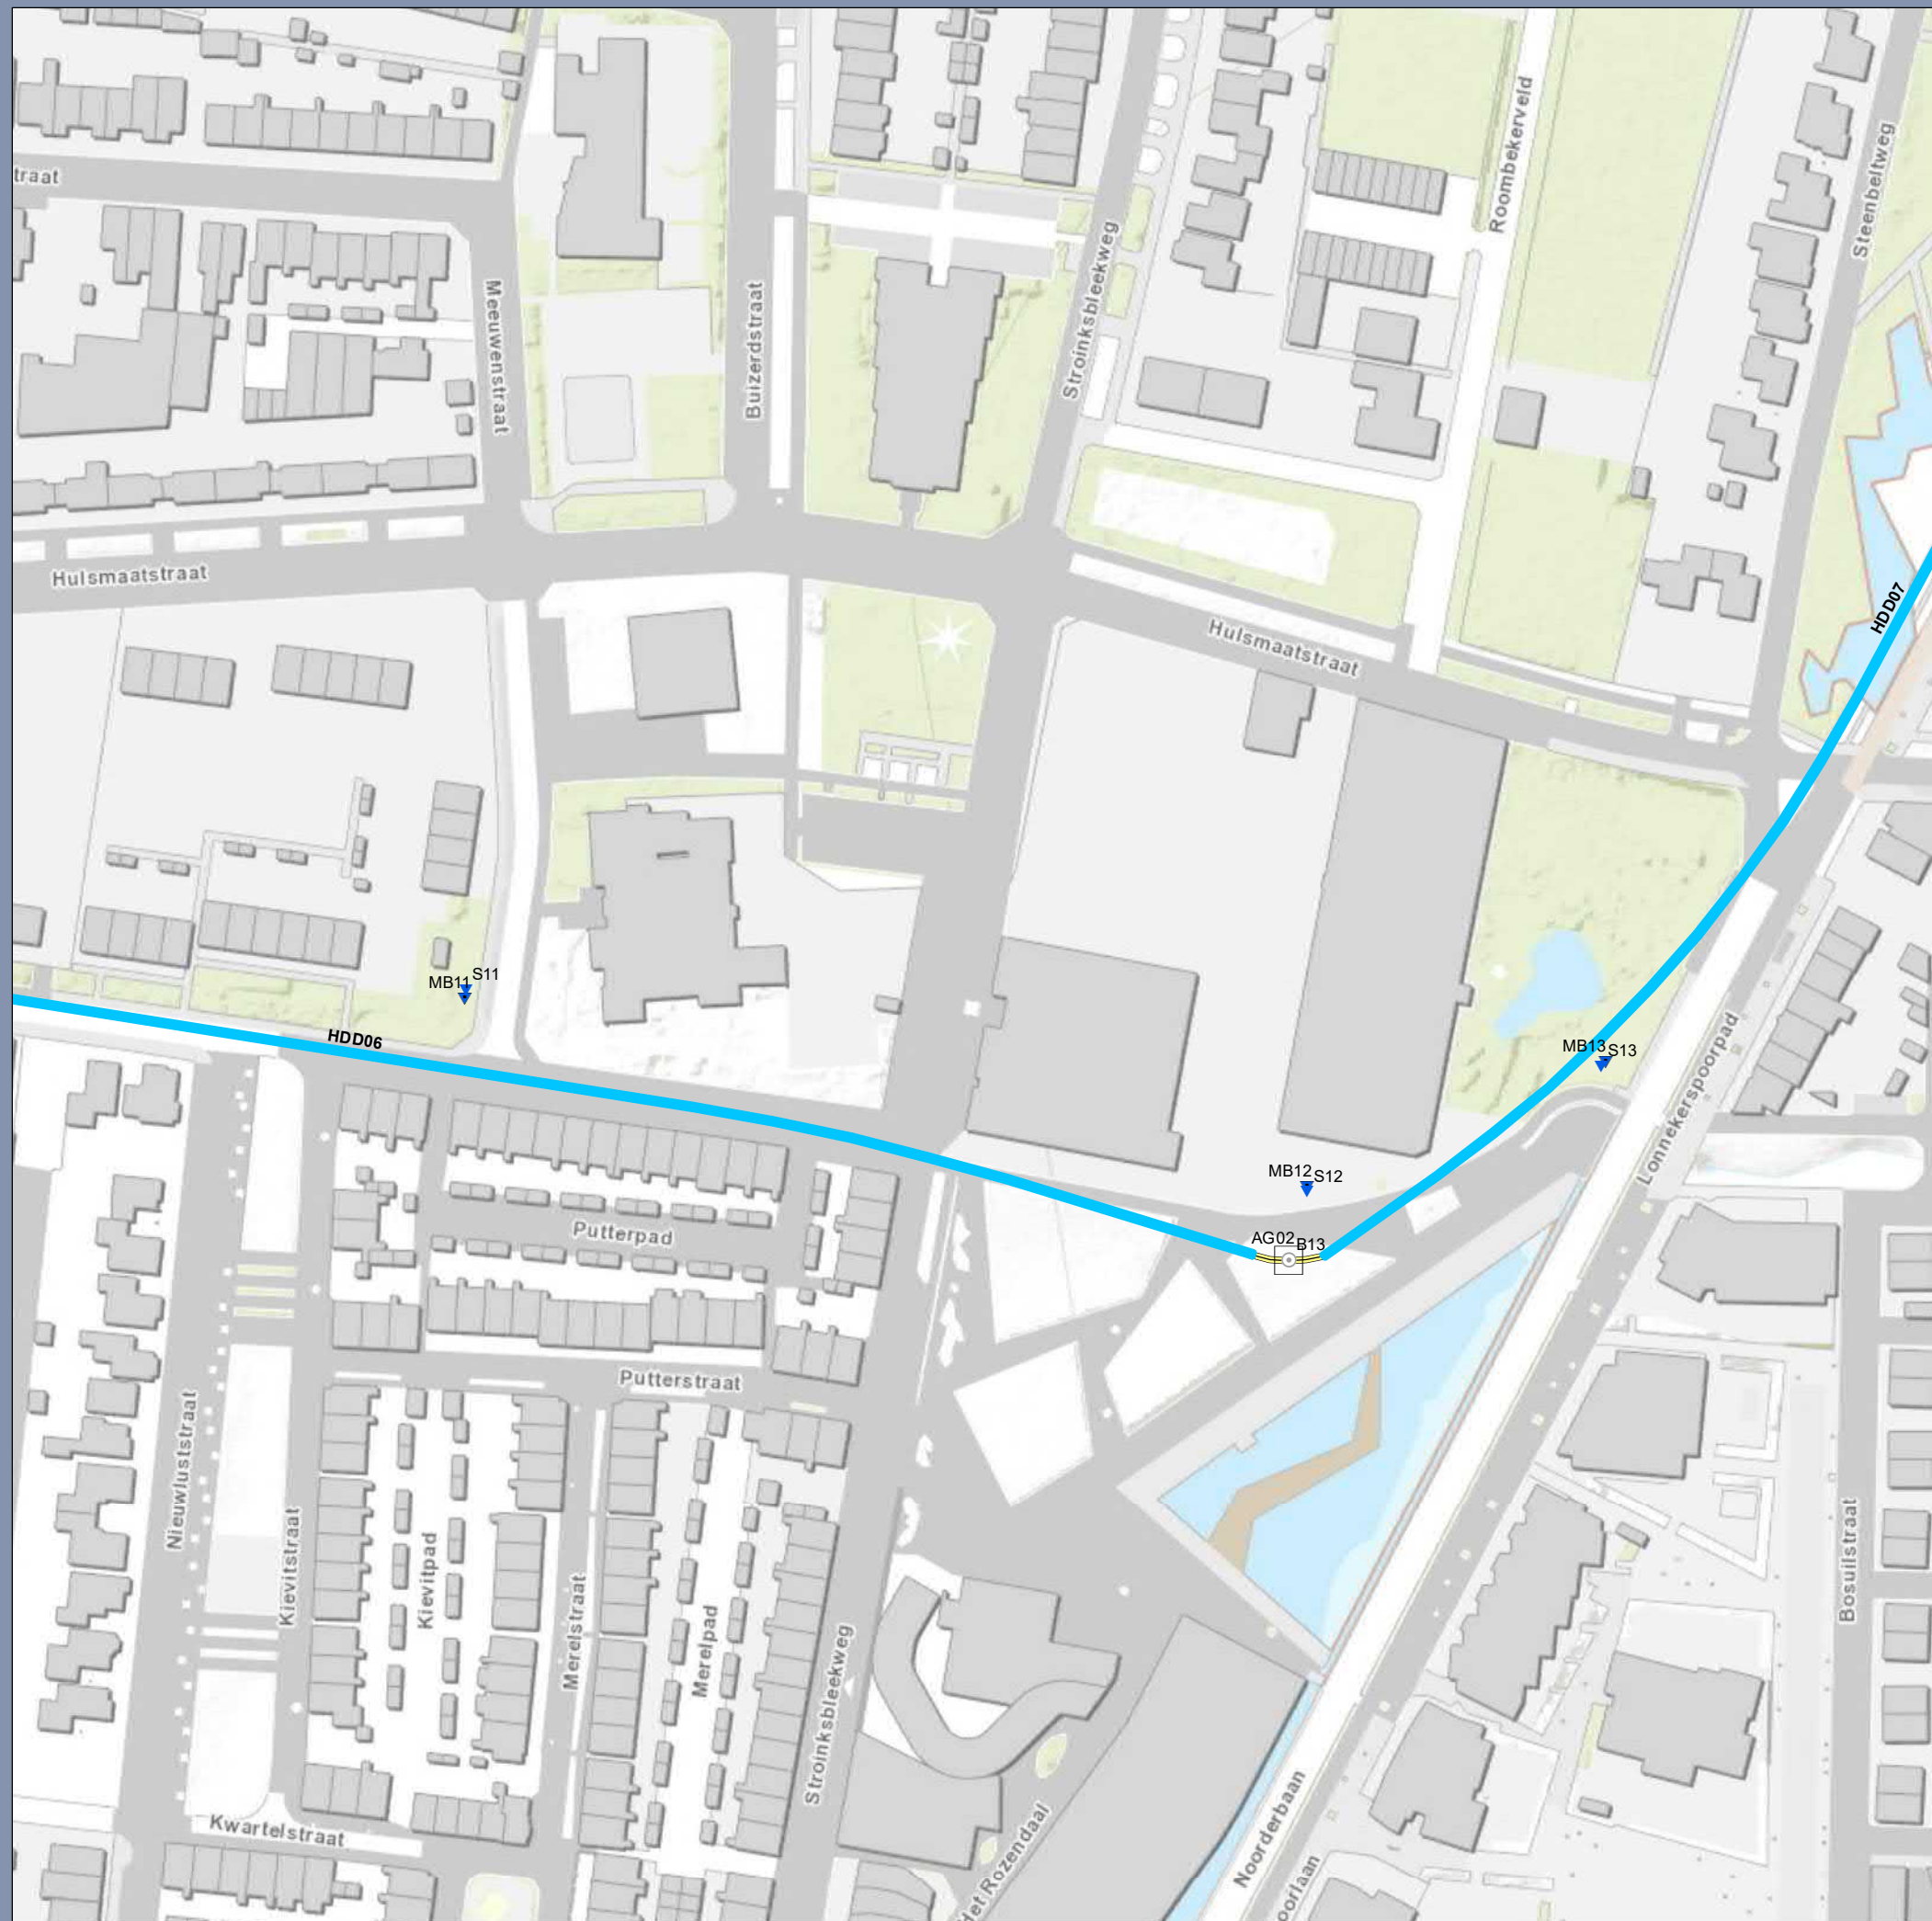 Roombekerveld
Steenbeltweg
traat
Meeuwenstraat
Buizerdstraat
Stroinksbleekweg
Hulsmaatstraat
HDD07
Hulsmaatstraat
MB11 S11
HDD06
MB13 S13
Lonnekerspoorpad
MB12 S12
Putterpad
AG02 B13
Putterstraat
Nieuwluststraat
Kievitstraat
Kievitpad
Merelstraat
Merelpad
Stroinksbleekweg
Bosuilstraat
Kwartelstraat
Het Rozendaal
Noorderbaan
oorlaan